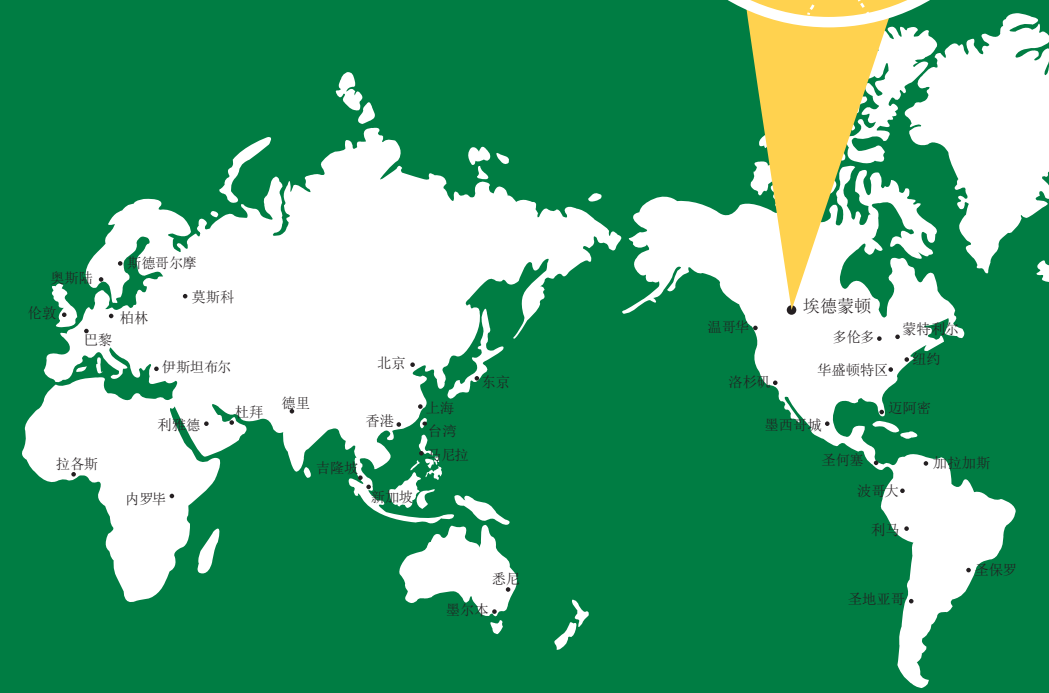 斯德哥尔摩
奥斯陆
莫斯科
伦敦
柏林
巴黎
伊斯坦布尔
北京
东京
德里
杜拜
利雅德
上海
香港
台湾
马尼拉
吉隆坡
新加坡
拉各斯
内罗毕
悉尼
墨尔本
埃德蒙顿
温哥华
多伦多
蒙特利尔
纽约
华盛顿特区
洛杉矶
迈阿密
墨西哥城
圣何塞
加拉加斯
波哥大
利马
圣保罗
圣地亚哥